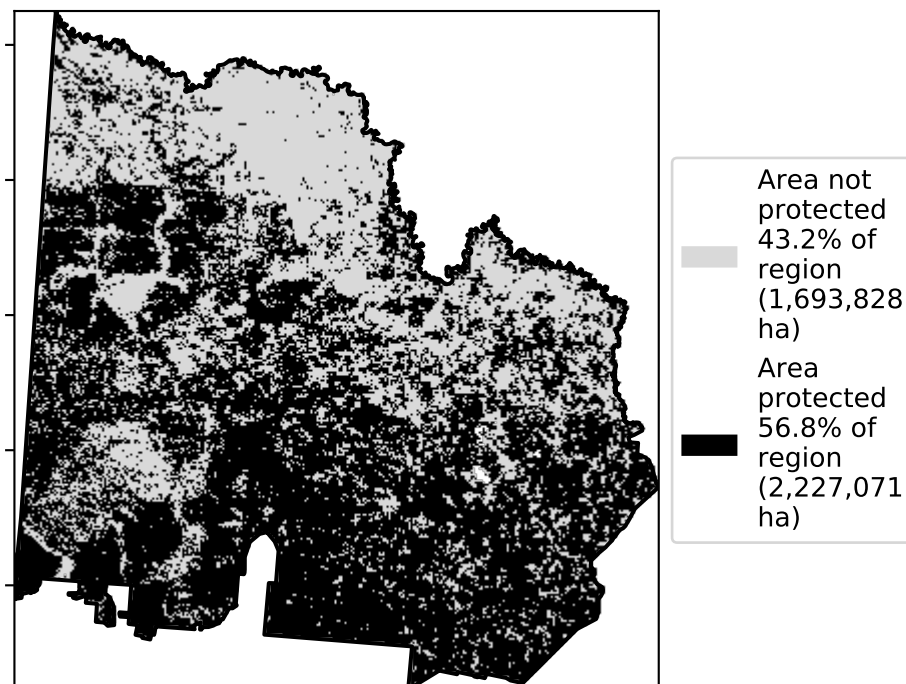 Area not
protected
43.2% of
region
(1,693,828
ha)
Area
protected
56.8% of
region
(2,227,071
ha)